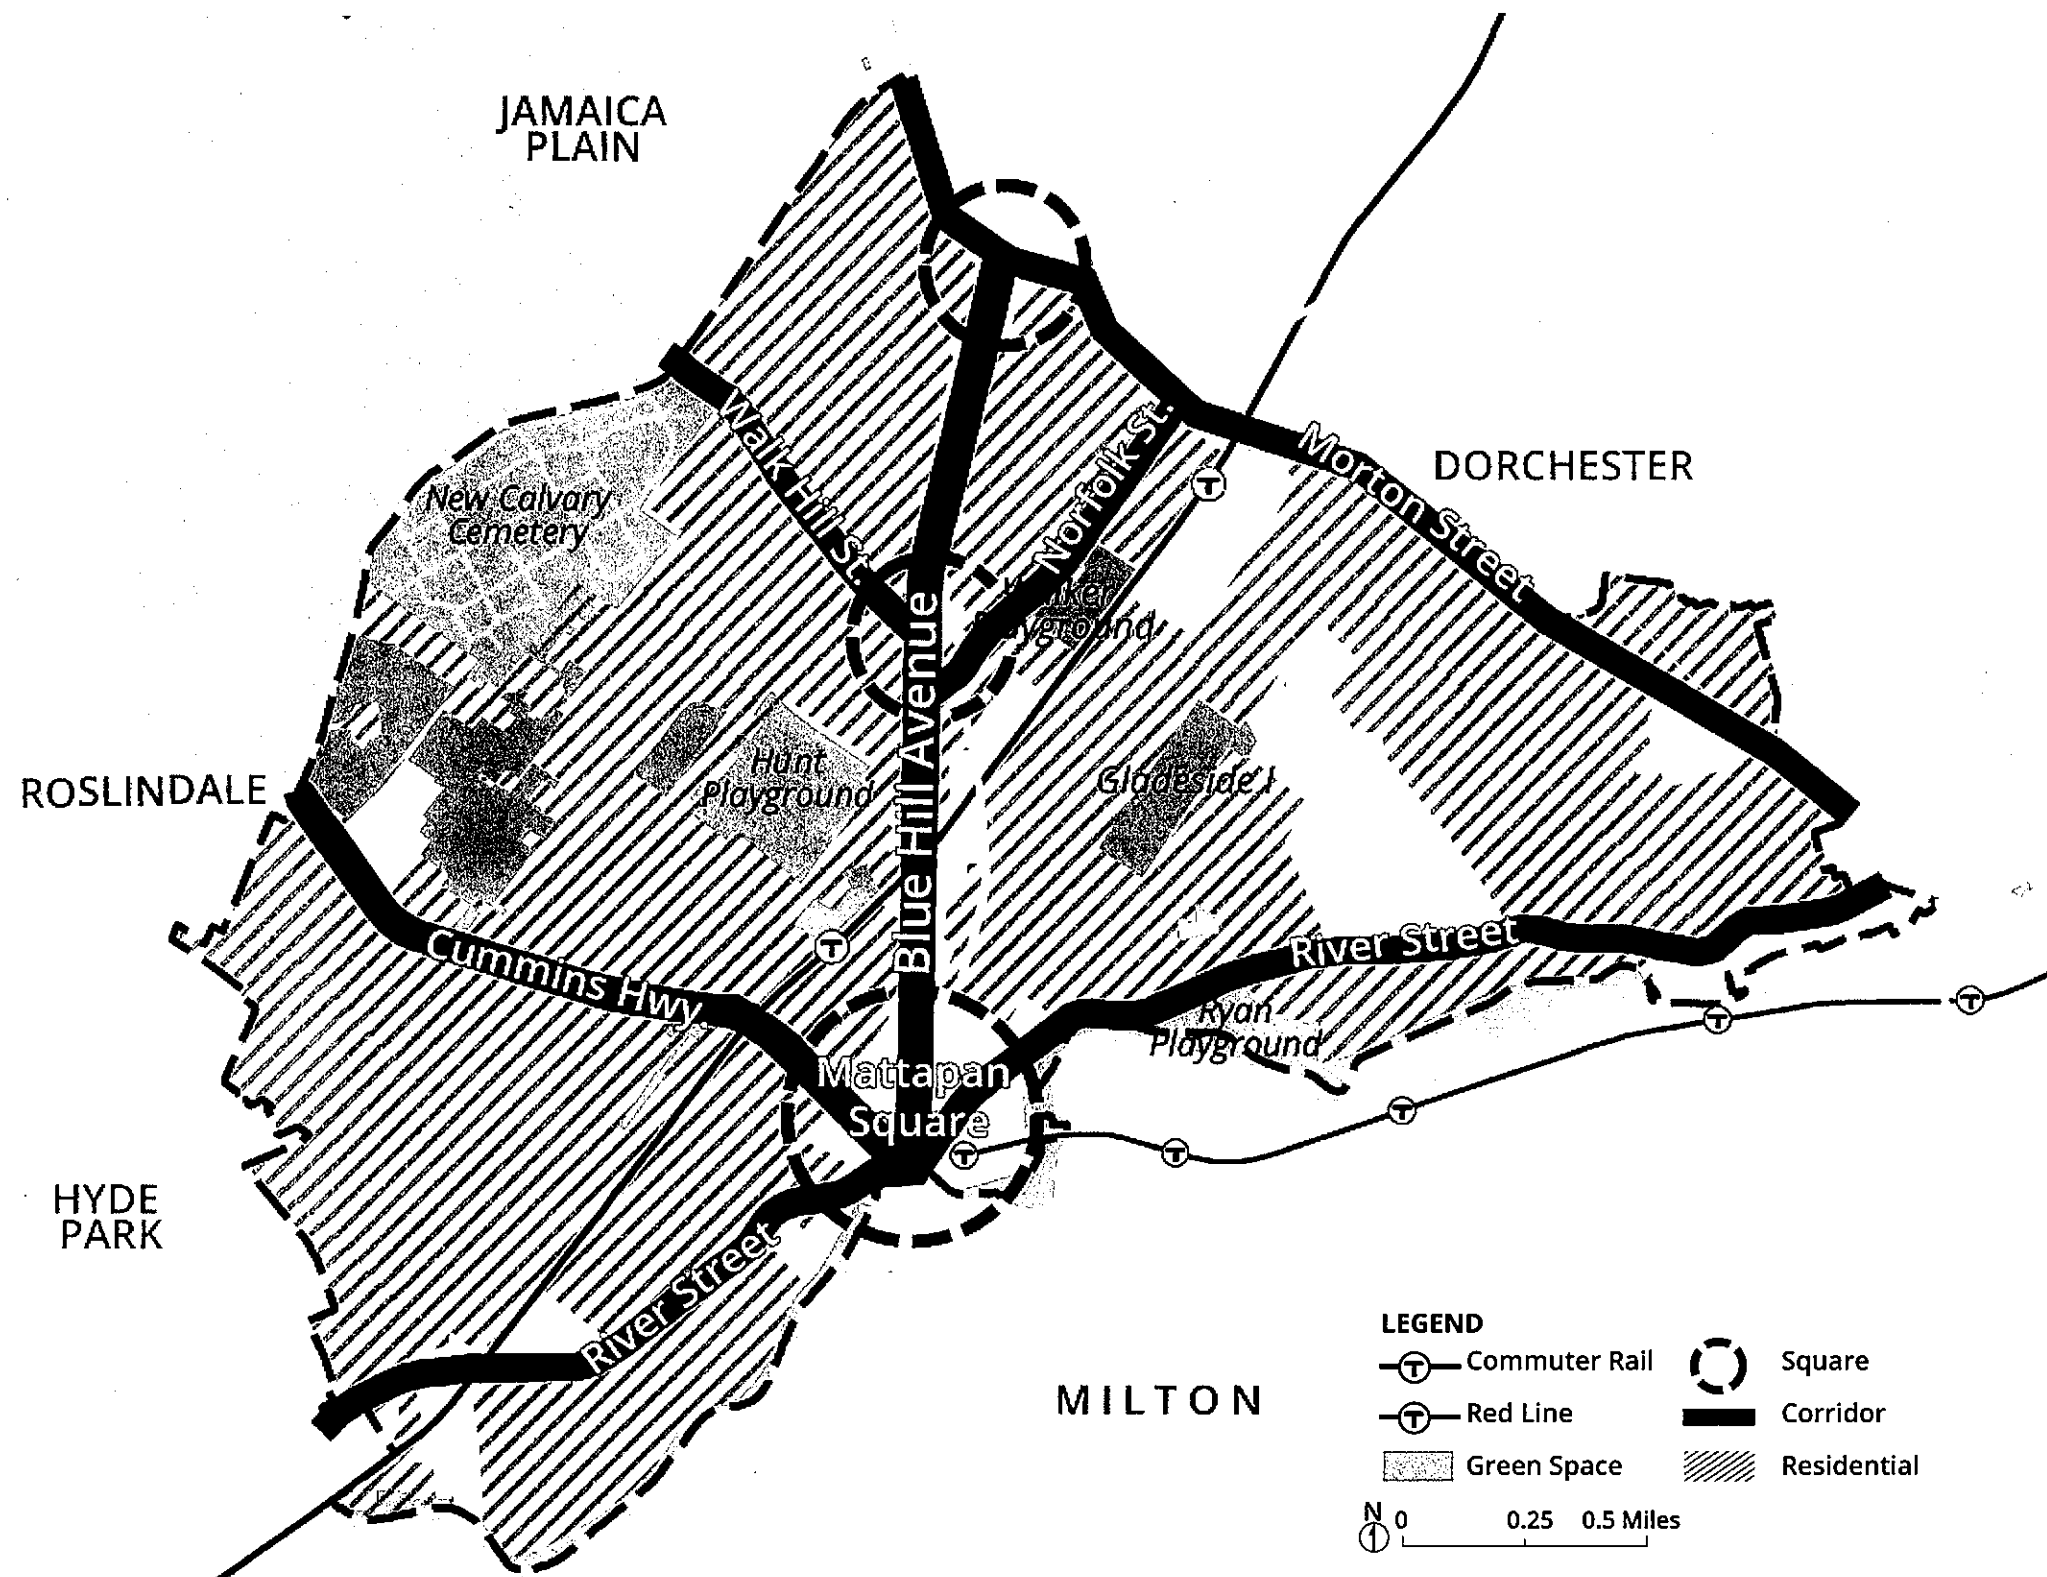 JAMAICA
PLAIN
DORCHESTER
New Calvary
Cemetery
Walk Hill St.
Norfolk St.
Morton Street
Playground
ROSLINDALE
Hunt
Playground
Blue Hill Avenue
Gladeside I
Cummins Hwy.
River Street
Ryan
Playground
Mattapan
Square
HYDE
PARK
River Street
MILTON
LEGEND
Commuter Rail
Square
Red Line
Corridor
Green Space
Residential
N
0 0.25 0.5 Miles